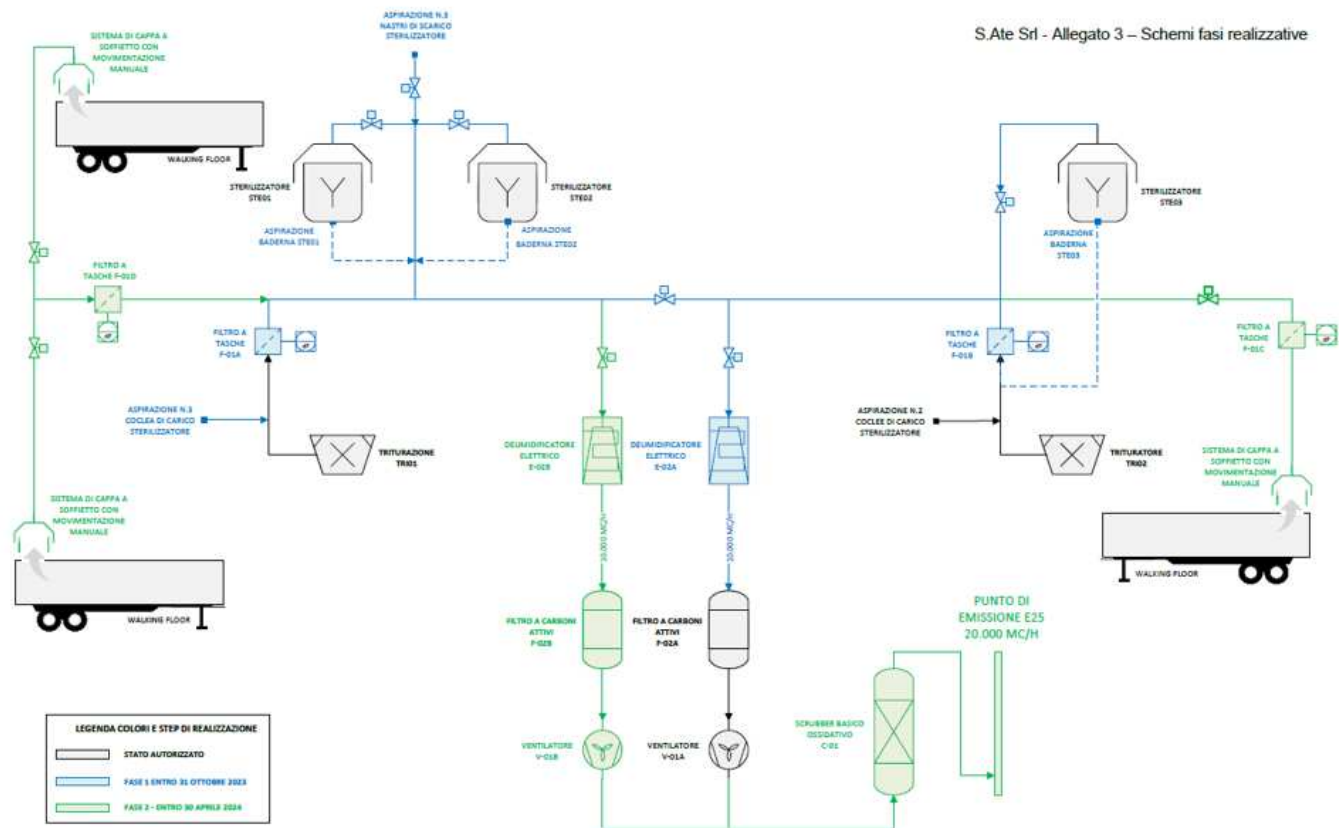 S.Ate Srl - Allegato 3 – Schemi fasi realizzative
SISTEMA DI CAPPA A
SOFFIETTO CON
MOVIMENTAZIONE
MANUALE
WALKING FLOOR
ASPIRAZIONE N.3
NASTRI DI SCARICO
STERILIZZATORE
STERILIZZATORE
STE01
STERILIZZATORE
STE02
STERILIZZATORE
STE03
ASPIRAZIONE
BADERNA STE01
ASPIRAZIONE
BADERNA STE02
ASPIRAZIONE
BADERNA
STE03
FILTRO A
TASCHE F-01D
FILTRO A
TASCHE
F-01A
FILTRO A
TASCHE
F-01B
FILTRO A
TASCHE
F-01C
ASPIRAZIONE N.3
COCLEA DI CARICO
STERILIZZATORE
TRITURAZIONE
TRI01
DEUMIDIFICATORE
ELETTRICO
E-02B
DEUMIDIFICATORE
ELETTRICO
E-02A
ASPIRAZIONE N.2
COCLEE DI CARICO
STERILIZZATORE
TRITURATORE
TRI02
SISTEMA DI CAPPA A
SOFFIETTO CON
MOVIMENTAZIONE
MANUALE
WALKING FLOOR
SISTEMA DI CAPPA A
SOFFIETTO CON
MOVIMENTAZIONE
MANUALE
WALKING FLOOR
10.000 MC/H
10.000 MC/H
FILTRO A CARBONI
ATTIVI
F-02B
FILTRO A CARBONI
ATTIVI
F-02A
PUNTO DI
EMISSIONE E25
20.000 MC/H
SCRUBBER BASICO
OSSIDATIVO
C-01
VENTILATORE
V-01B
VENTILATORE
V-01A
LEGENDA COLORI E STEP DI REALIZZAZIONE
STATO AUTORIZZATO
FASE 1 ENTRO 31 OTTOBRE 2023
FASE 2 - ENTRO 30 APRILE 2024